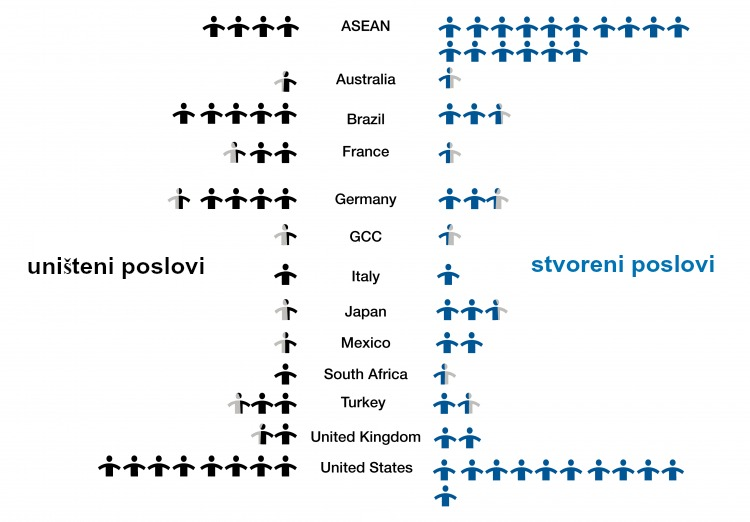 ASEAN
Australia
Brazil
France
Germany
GCC
uništeni poslovi
stvoreni poslovi
Italy
Japan
Mexico
South Africa
Turkey
United Kingdom
United States